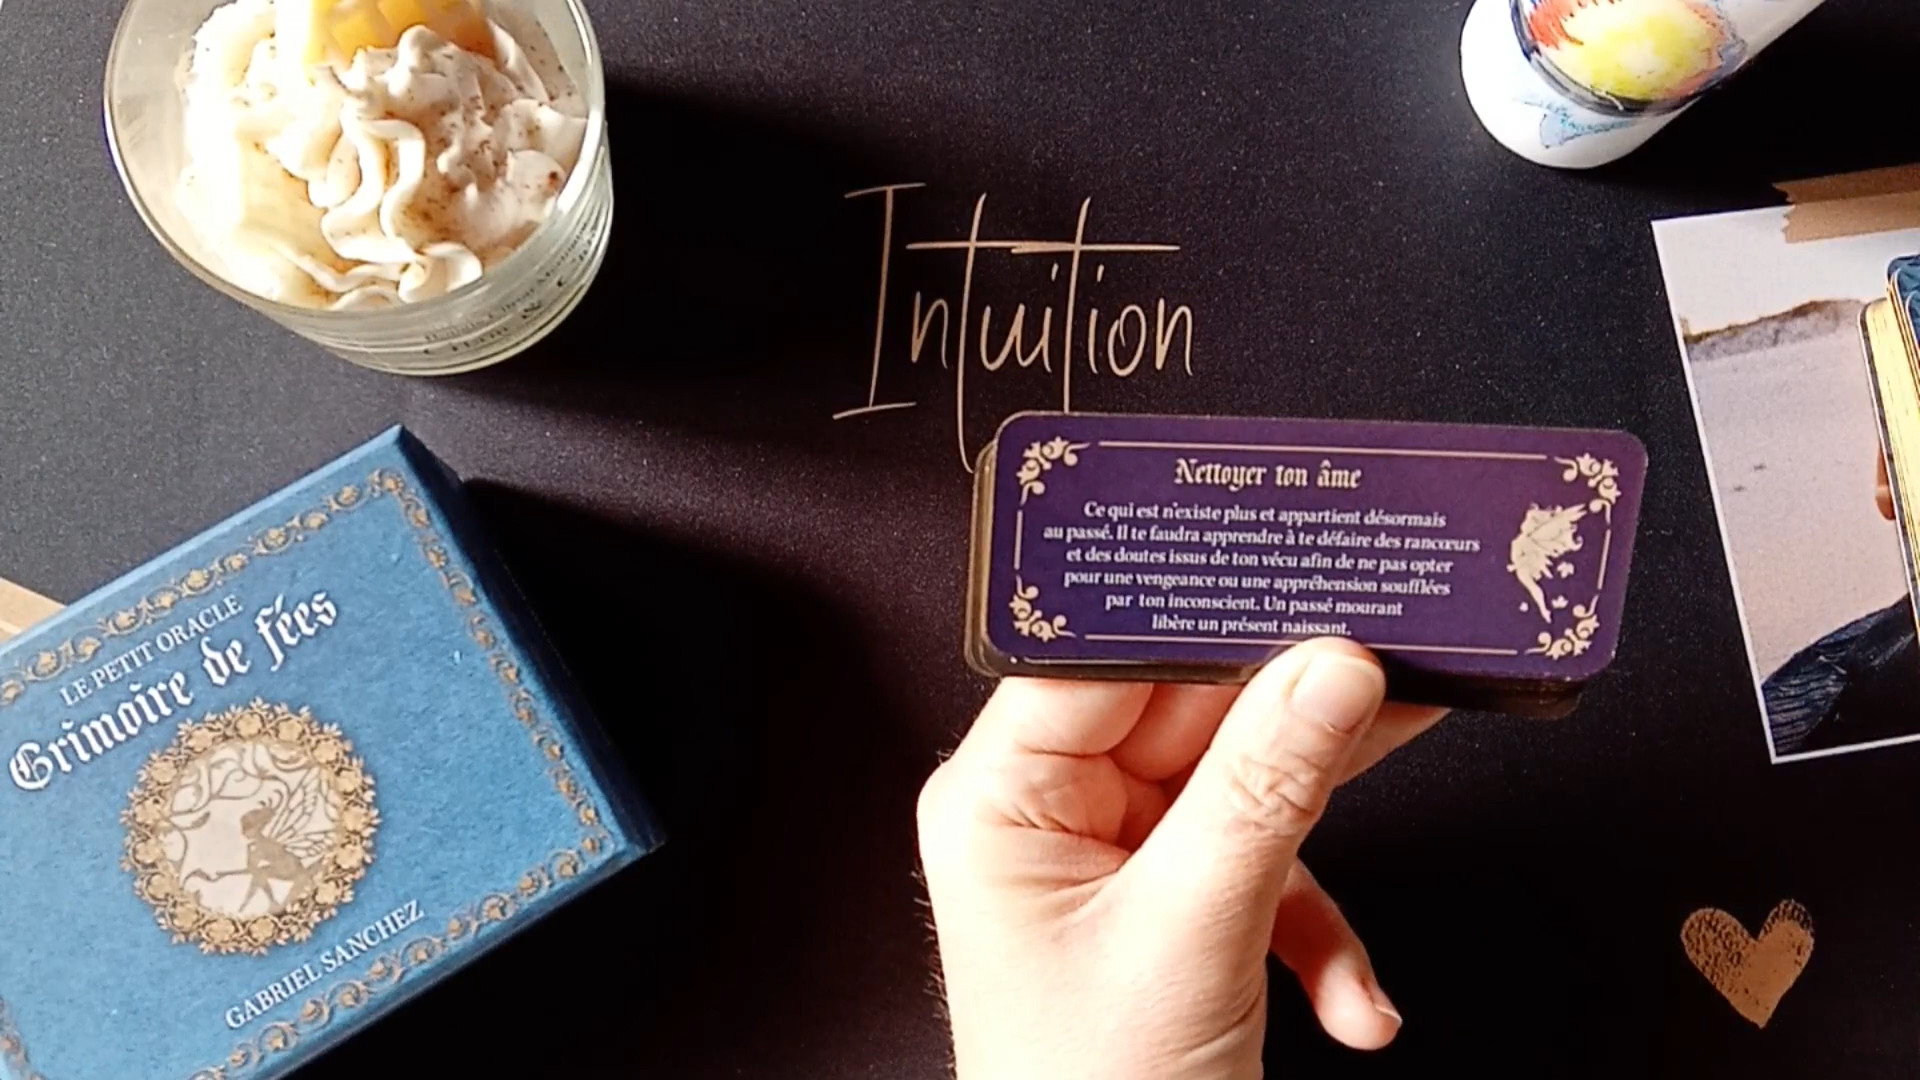 Intuition
Nettoyer ton âme
Ce qui est n'existe plus et appartient désormais
au passé. Il te faudra apprendre à te défaire des rancœurs
et des doutes issus de ton vécu afin de ne pas opter
pour une vengeance ou une appréhension soufflées
par ton inconscient. Un passé mourant
libère un présent naissant.
LE PETIT ORACLE
Grimoire de fées
GABRIEL SANCHEZ